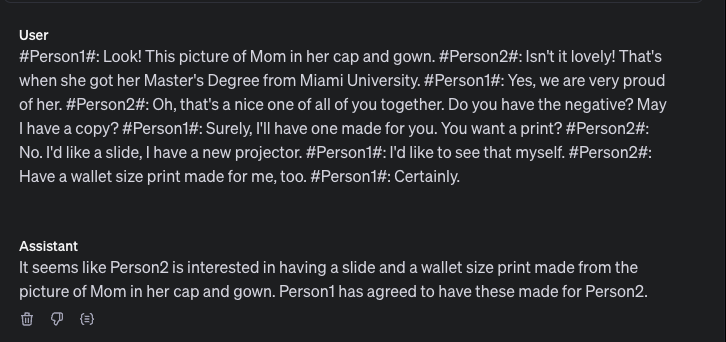 User
#Person1#: Look! This picture of Mom in her cap and gown. #Person2#: Isn't it lovely! That's
when she got her Master's Degree from Miami University. #Person1#: Yes, we are very proud
of her. #Person2#: Oh, that's a nice one of all of you together. Do you have the negative? May
I have a copy? #Person1#: Surely, I'll have one made for you. You want a print? #Person2#:
No. I'd like a slide, I have a new projector. #Person1#: I'd like to see that myself. #Person2#:
Have a wallet size print made for me, too. #Person1#: Certainly.
Assistant
It seems like Person2 is interested in having a slide and a wallet size print made from the
picture of Mom in her cap and gown. Person1 has agreed to have these made for Person2.